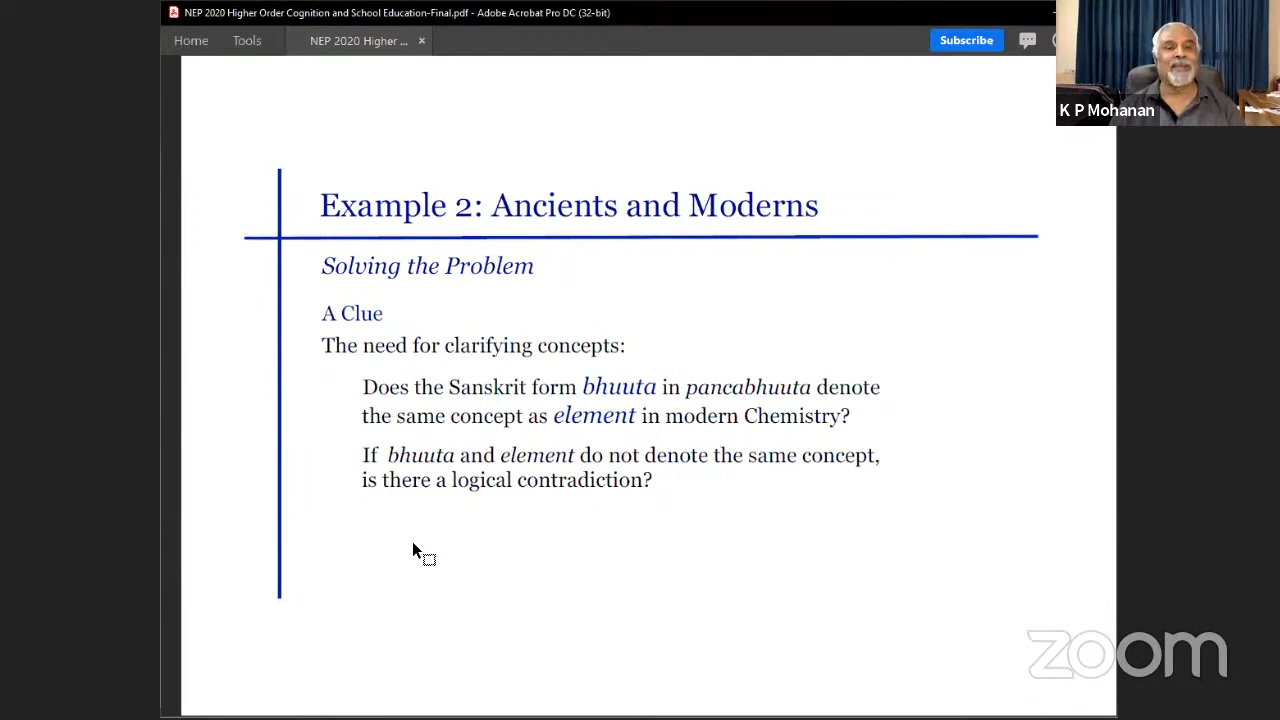 NEP 2020 Higher Order Cognition and School Education-Final.pdf - Adobe Acrobat Pro DC (32-bit)
Home Tools NEP 2020 Higher ... × Subscribe
K P Mohanan
Example 2: Ancients and Moderns
Solving the Problem
A Clue
The need for clarifying concepts:
Does the Sanskrit form bhuuta in pancabhuuta denote
the same concept as element in modern Chemistry?
If bhuuta and element do not denote the same concept,
is there a logical contradiction?
zoom